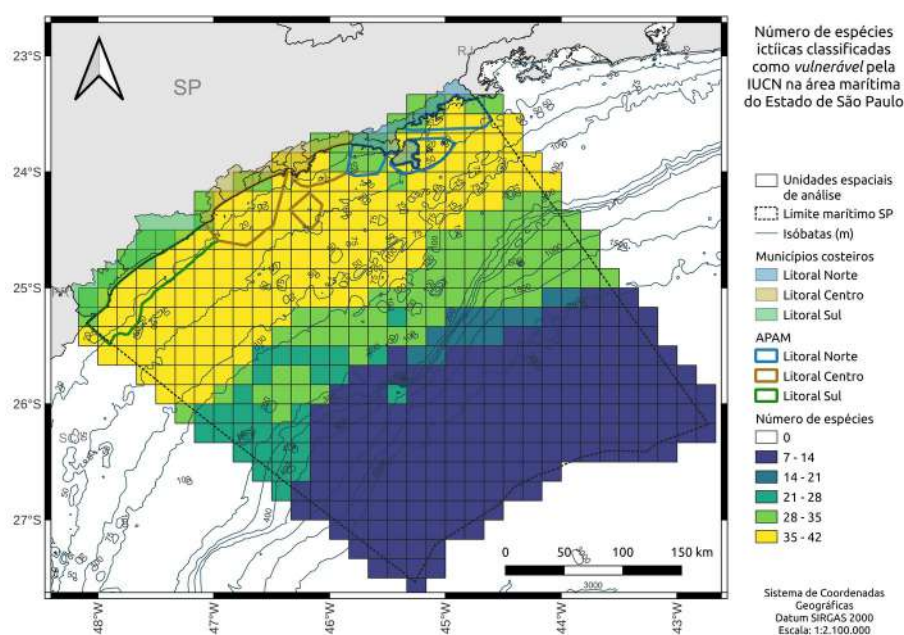 Número de espécies
ictíicas classificadas
como vulnerável pela
IUCN na área marítima
do Estado de São Paulo
Unidades espaciais
de análise
Limite marítimo SP
Isóbatas (m)
Municípios costeiros
Litoral Norte
Litoral Centro
Litoral Sul
APAM
Litoral Norte
Litoral Centro
Litoral Sul
Número de espécies
0
7 - 14
14 - 21
21 - 28
28 - 35
35 - 42
Sistema de Coordenadas
Geográficas
Datum SIRGAS 2000
Escala: 1:2.100.000
23°S
24°S
25°S
26°S
27°S
48°W
47°W
46°W
45°W
44°W
43°W
SP
RJ
SC
0 50 100 150 km
3000
400